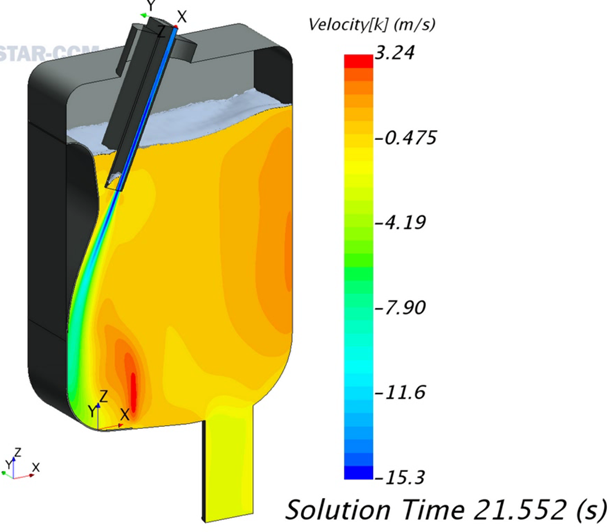 Y
X
Z
STAR-CCM
Velocity[k] (m/s)
3.24
-0.475
-4.19
-7.90
-11.6
-15.3
Z
Y
X
Z
Y
X
Solution Time 21.552 (s)